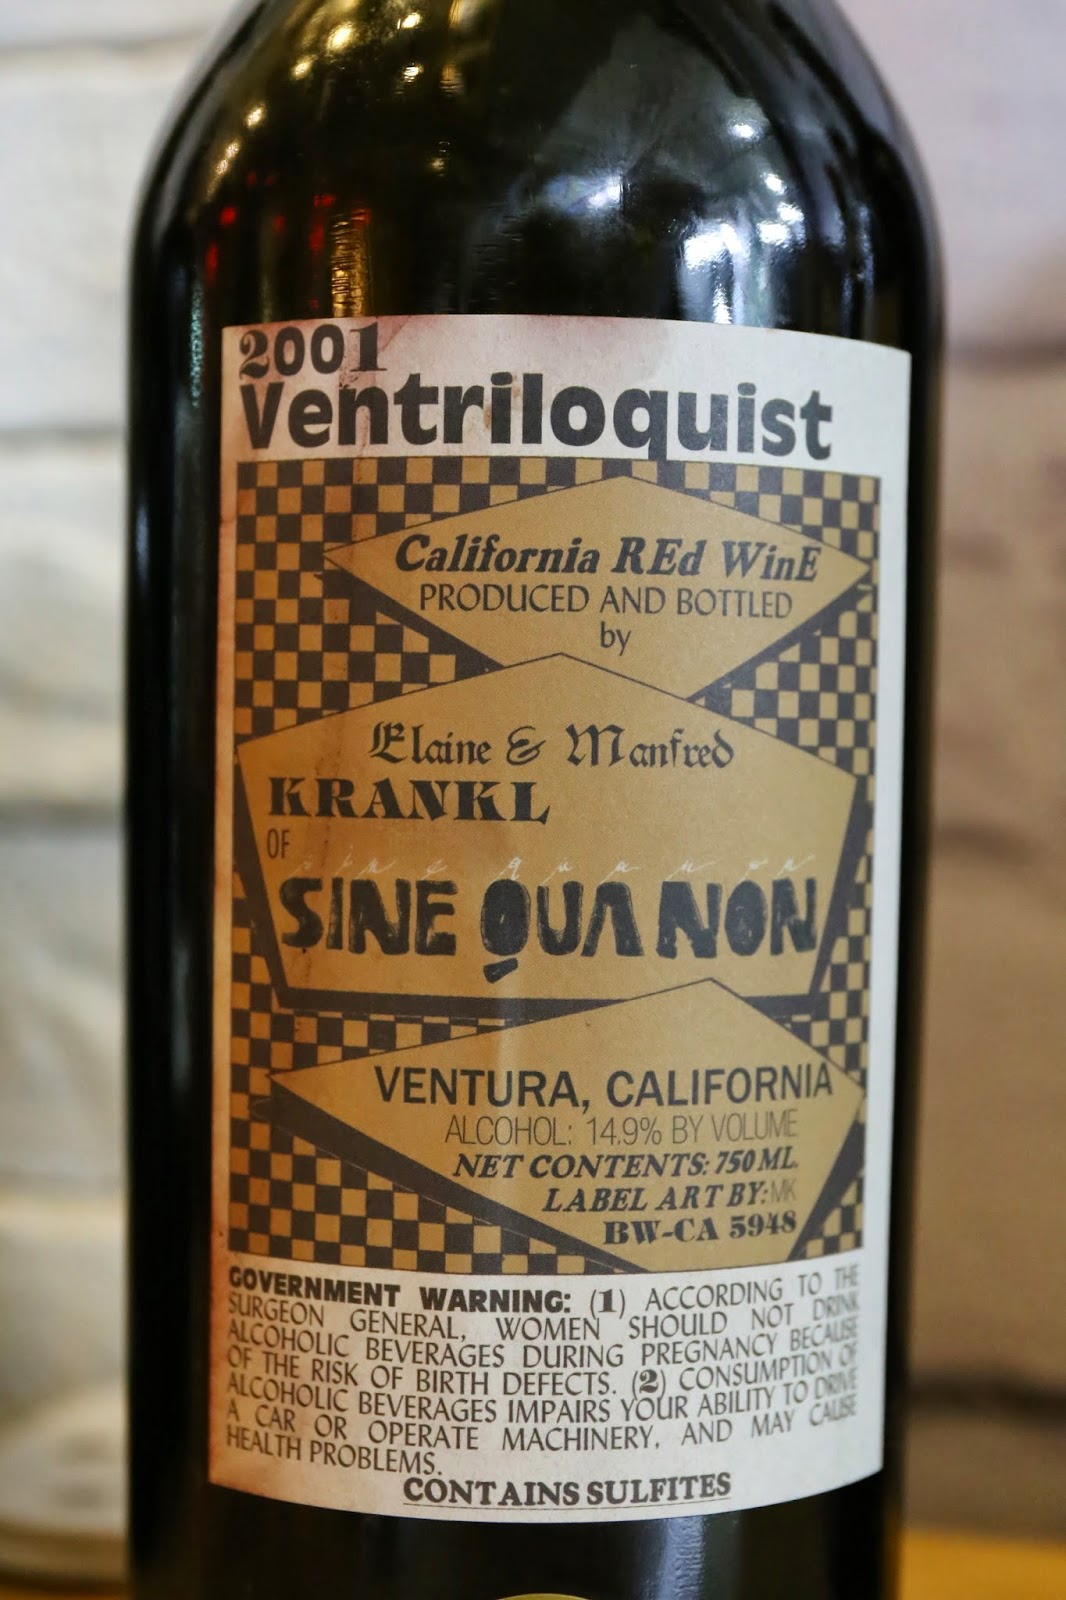 2001
Ventriloquist
California REd WinE
PRODUCED AND BOTTLED
by
Elaine & Manfred
KRANKL
OF
sine qua non
SINE QUA NON
VENTURA, CALIFORNIA
ALCOHOL: 14.9% BY VOLUME
NET CONTENTS: 750 ML.
LABEL ART BY: MK
BW-CA 5948
GOVERNMENT WARNING: (1) ACCORDING TO THE
SURGEON GENERAL, WOMEN SHOULD NOT DRINK
ALCOHOLIC BEVERAGES DURING PREGNANCY BECAUSE
OF THE RISK OF BIRTH DEFECTS. (2) CONSUMPTION OF
ALCOHOLIC BEVERAGES IMPAIRS YOUR ABILITY TO DRIVE
A CAR OR OPERATE MACHINERY, AND MAY CAUSE
HEALTH PROBLEMS.
CONTAINS SULFITES